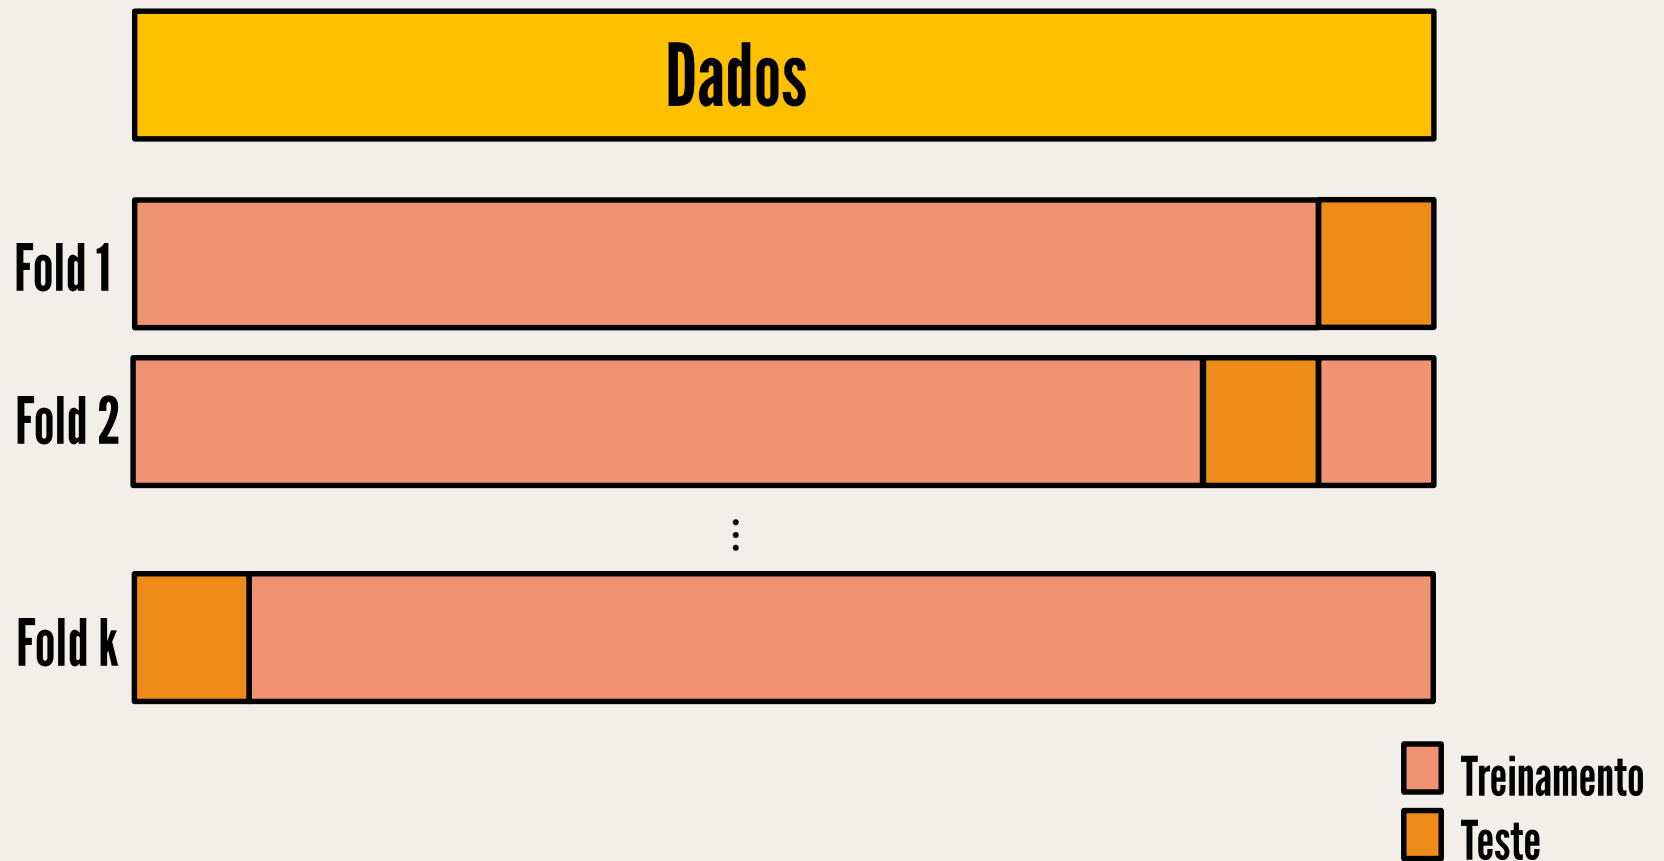 Dados
Fold 1
Fold 2
⋮
Fold k
Treinamento
Teste